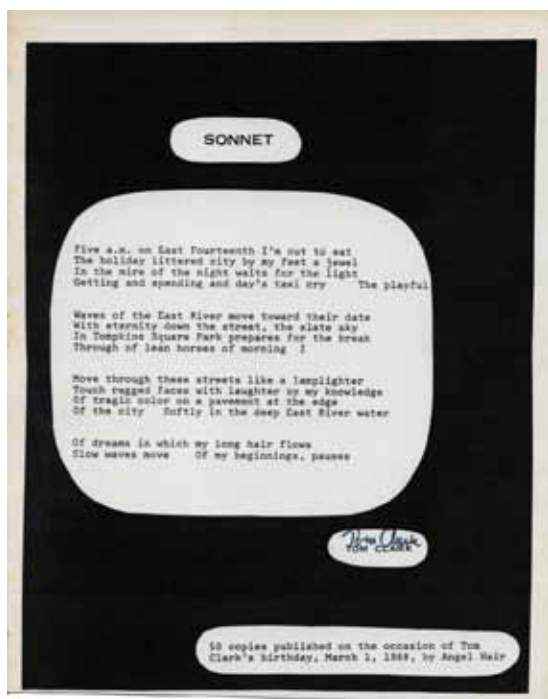 SONNET
Five a.m. on East Fourteenth I'm out to eat
The holiday littered city by my feet a jewel
In the mire of the night waits for the light
Getting and spending and day's taxi cry The playful
Waves of the East River move toward their date
With eternity down the street, the slate sky
In Tompkins Square Park prepares for the break
Through of lean horses of morning I
Move through these streets like a lamplighter
Touch ragged faces with laughter by my knowledge
Of tragic color on a pavement at the edge
Of the city Softly in the deep East River water
Of dreams in which my long hair flows
Slow waves move Of my beginnings, pauses
Tom Clark
TOM CLARK
50 copies published on the occasion of Tom
Clark's birthday, March 1, 1968, by Angel Hair